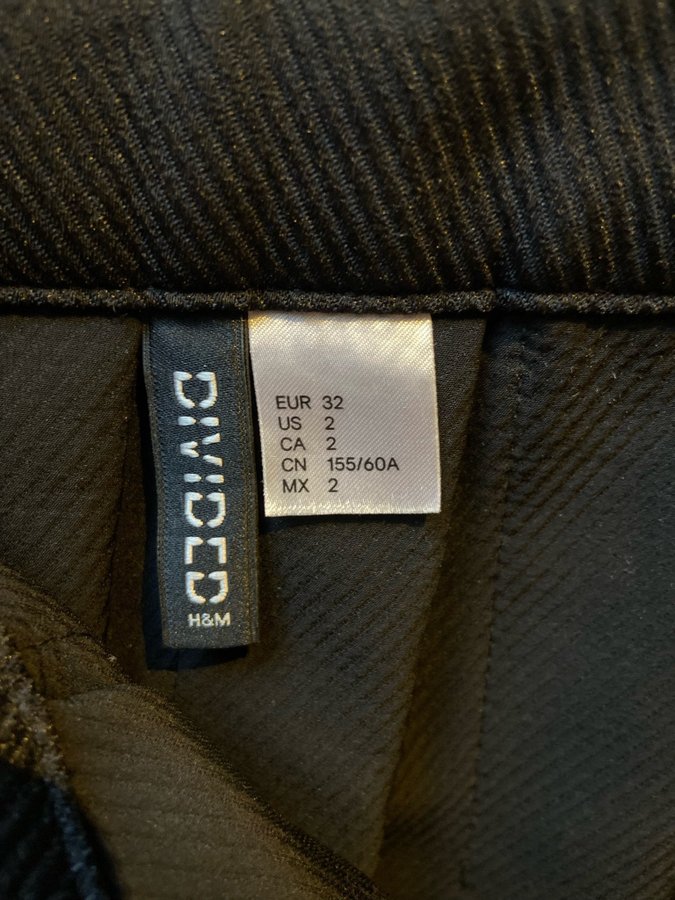 DIVIDED
H&M
EUR 32
US 2
CA 2
CN 155/60A
MX 2